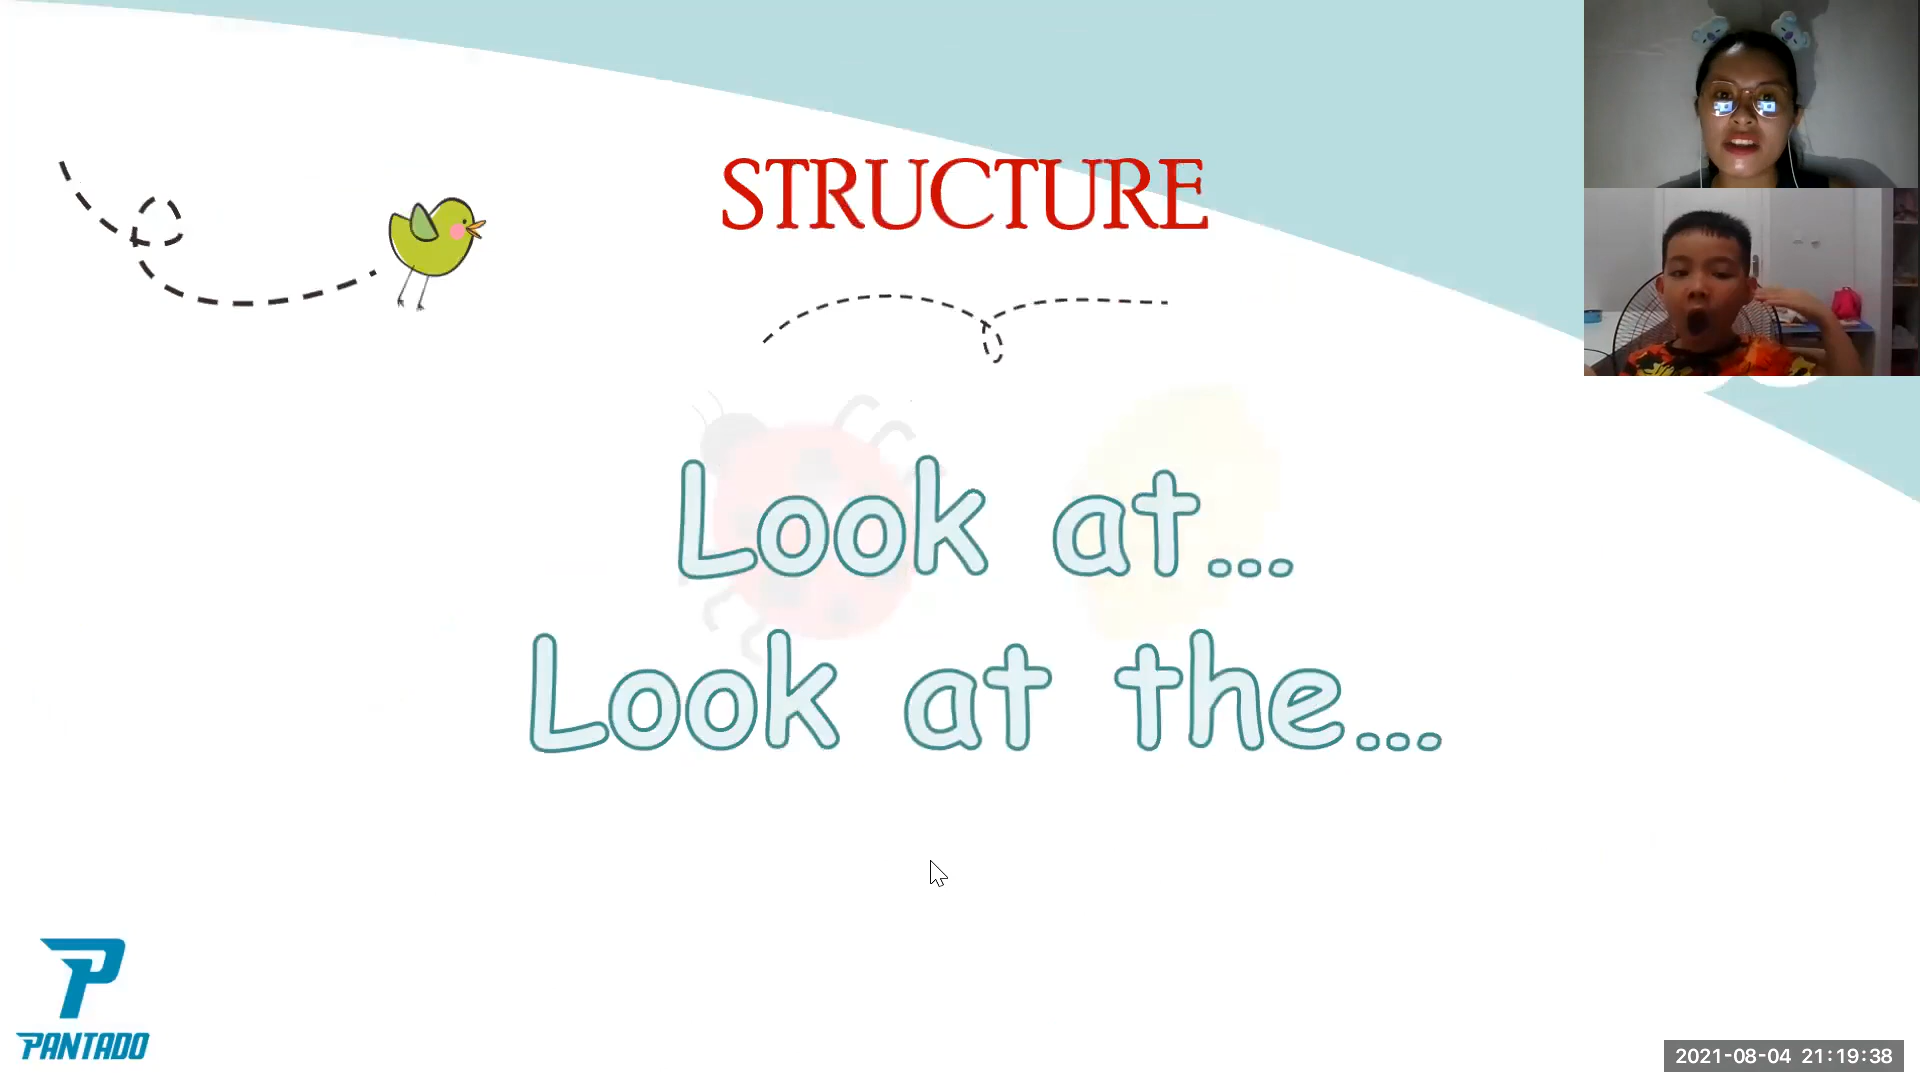 STRUCTURE
Look at...
Look at the...
PANTADO
2021-08-04 21:19:38